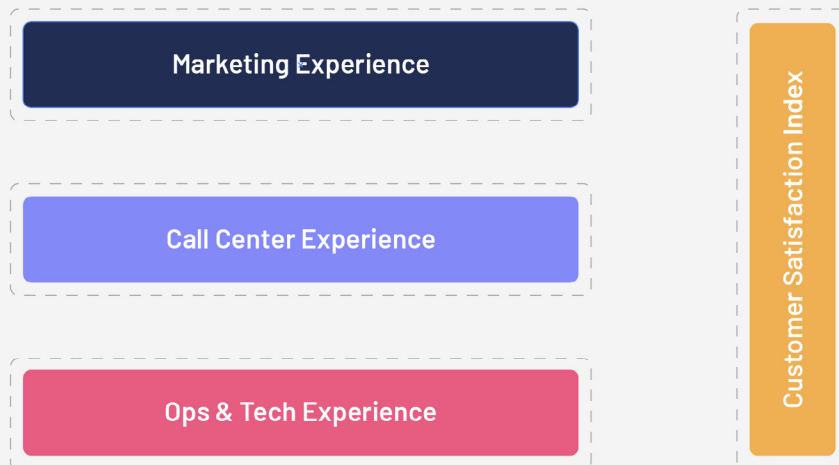 Marketing Experience
Call Center Experience
Ops & Tech Experience
Customer Satisfaction Index